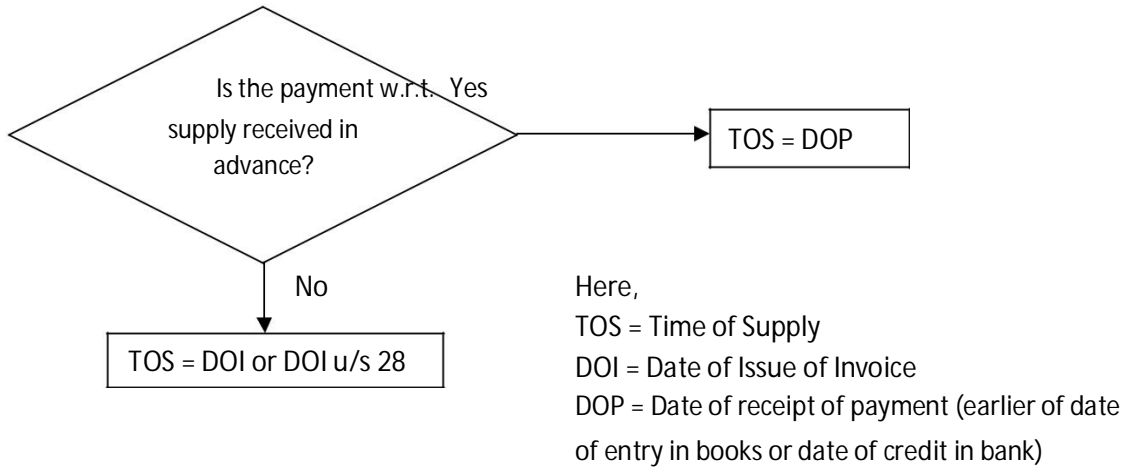 Is the payment w.r.t. Yes
supply received in
advance?
TOS = DOP
No
TOS = DOI or DOI u/s 28
Here,
TOS = Time of Supply
DOI = Date of Issue of Invoice
DOP = Date of receipt of payment (earlier of date
of entry in books or date of credit in bank)